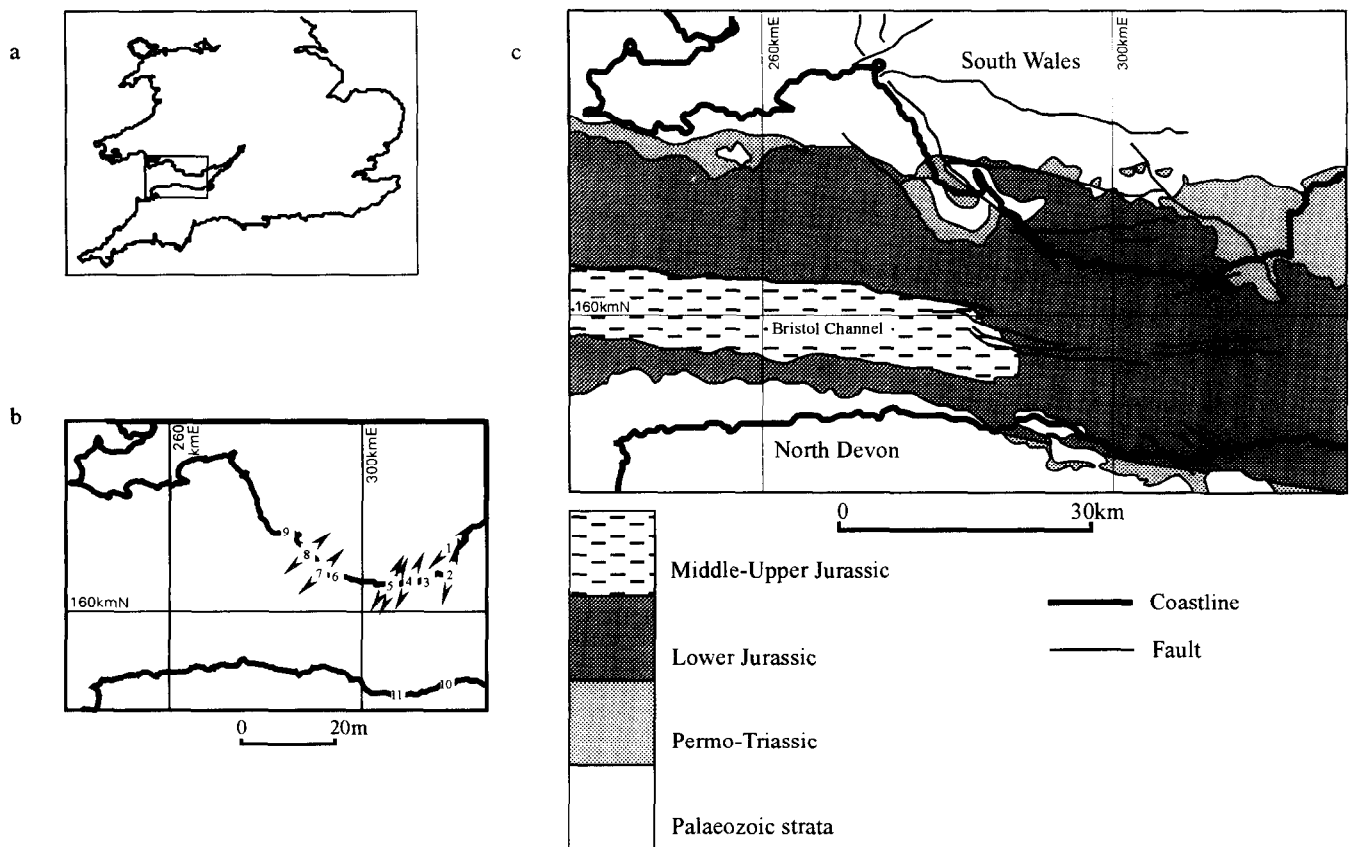 a
c
260kmE
South Wales
300kmE
160kmN
Bristol Channel
North Devon
0 30km
b
260
kmE
300kmE
9
8
7 6
5 4 3 2
1
160kmN
11 10
0 20m
Middle-Upper Jurassic
Lower Jurassic
Permo-Triassic
Palaeozoic strata
Coastline
Fault